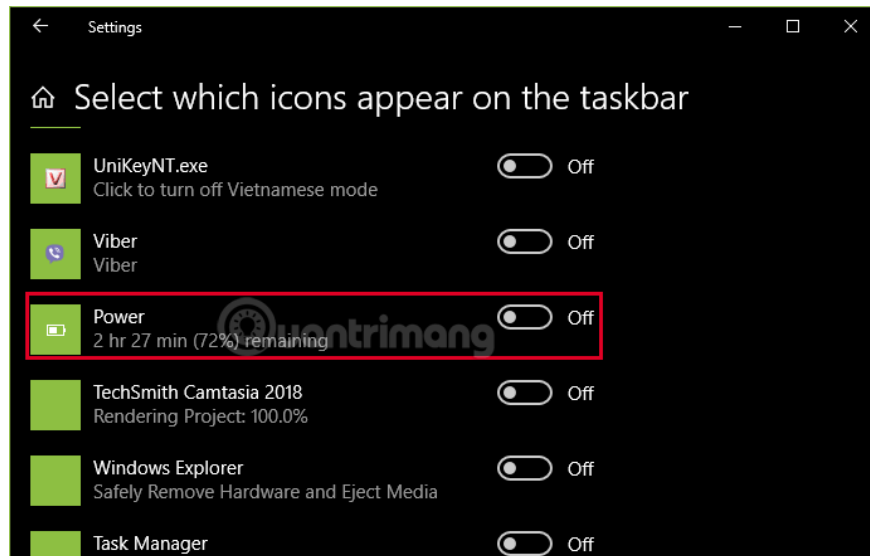 Settings
Select which icons appear on the taskbar
UniKeyNT.exe
Off
Click to turn off Vietnamese mode
Viber
Off
Viber
Power
Off
2 hr 27 min (72%) remaining
Quantrimang
TechSmith Camtasia 2018
Off
Rendering Project: 100.0%
Windows Explorer
Off
Safely Remove Hardware and Eject Media
Task Manager
Off